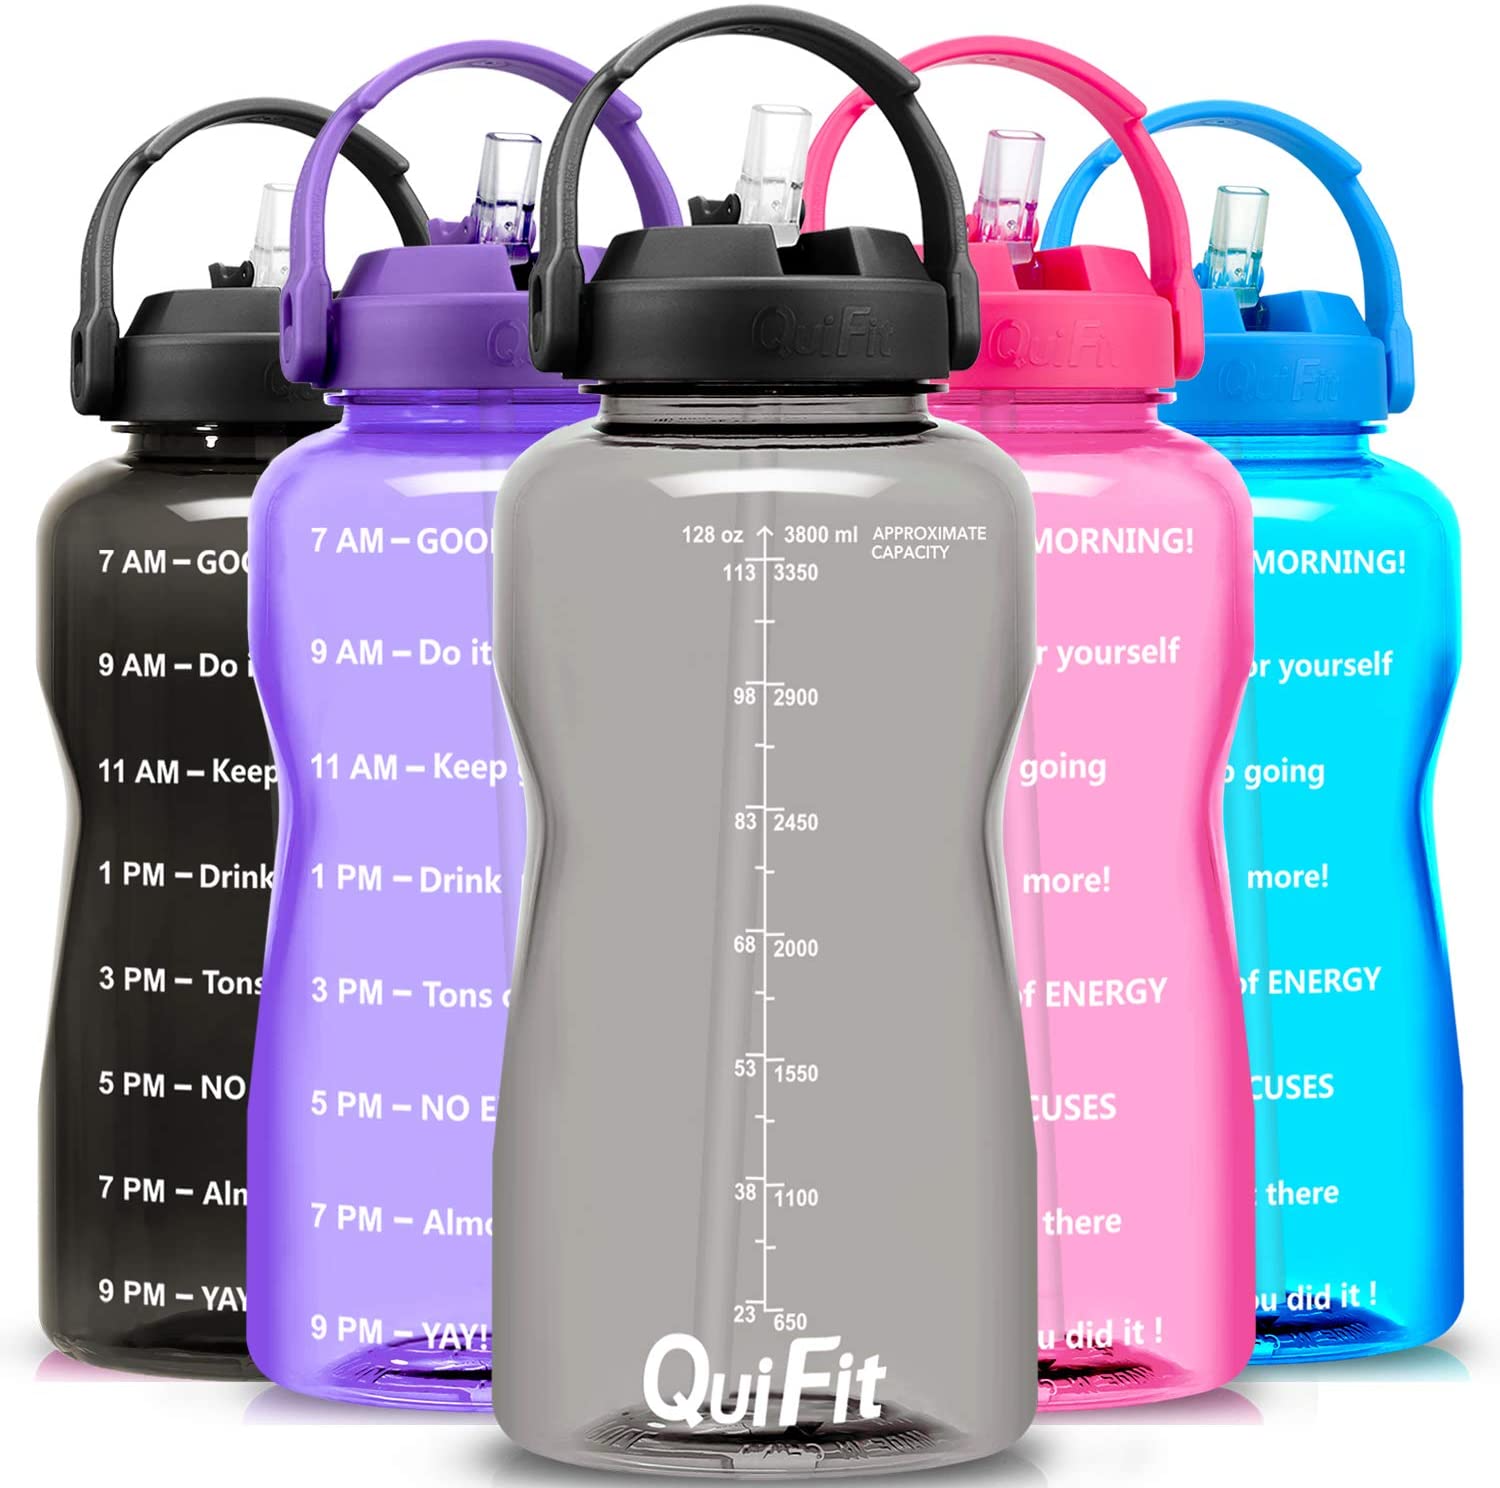 7 AM – GOO
9 AM – Do i
11 AM – Keep
1 PM – Drink
3 PM – Tons
5 PM – NO
7 PM – Alm
9 PM – YAY
7 AM – GOO
9 AM – Do it
11 AM – Keep g
1 PM – Drink
3 PM – Tons o
5 PM – NO E
7 PM – Almo
9 PM – YAY!
QuiFit
128 oz 3800 ml APPROXIMATE
CAPACITY
113 3350
98 2900
83 2450
68 2000
53 1550
38 1100
23 650
QuiFit
QuiFi
MORNING!
r yourself
going
more!
of ENERGY
CUSES
there
u did it !
QuiFit
MORNING!
or yourself
p going
more!
of ENERGY
CUSES
t there
ou did it !